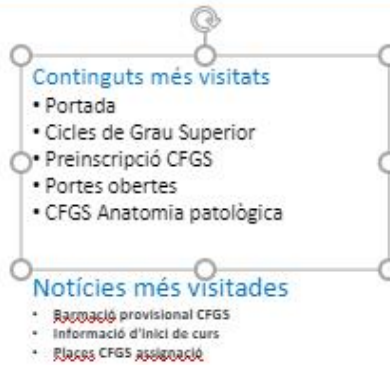 Continguts més visitats
• Portada
• Cicles de Grau Superior
• Preinscripció CFGS
• Portes obertes
• CFGS Anatomia patològica
Notícies més visitades
• Barmació provisional CFGS
• Informació d'inici de curs
• Places CFGS assignació